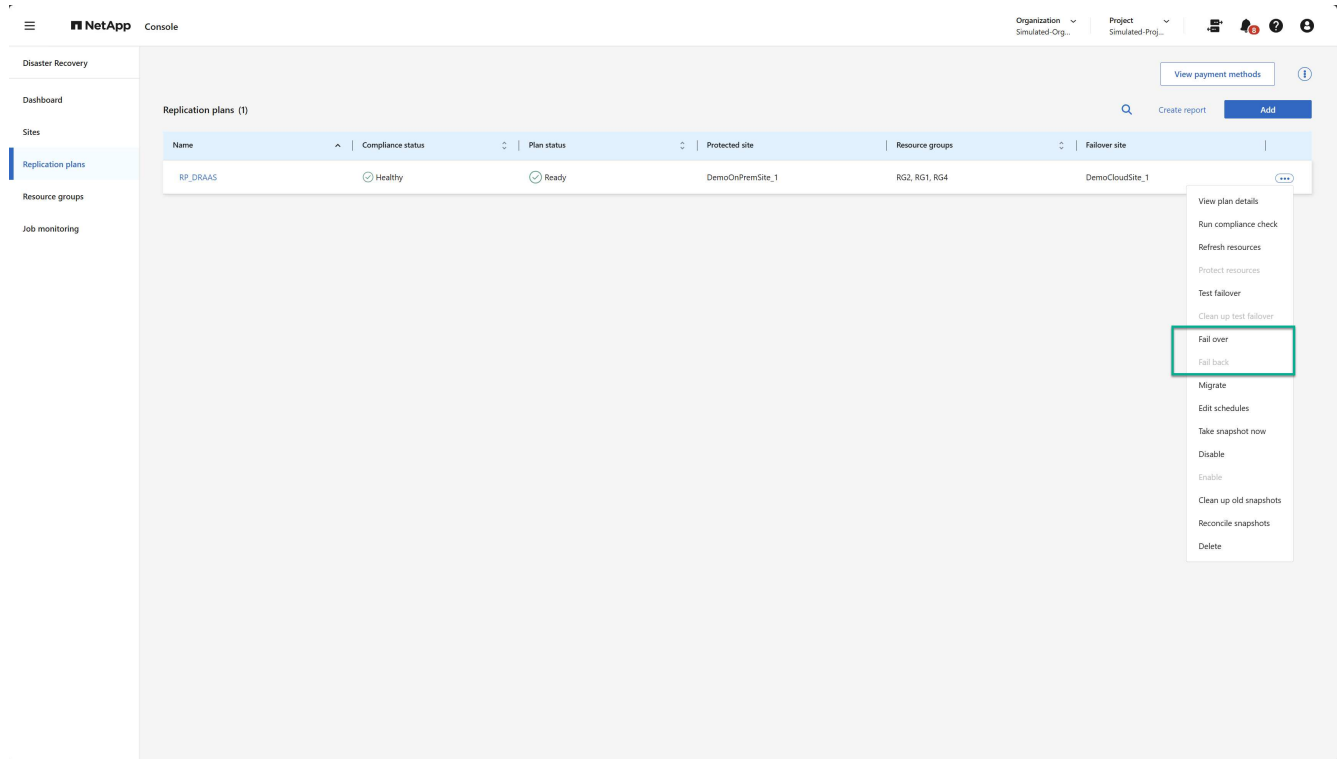 NetApp Console
Organization
Simulated-Org...
Project
Simulated-Proj...
8
Disaster Recovery
Dashboard
Sites
Replication plans
Resource groups
Job monitoring
View payment methods
Replication plans (1)
Create report
Add
Name Compliance status Plan status Protected site Resource groups Failover site
RP_DRAAS Healthy Ready DemoOnPremSite_1 RG2, RG1, RG4 DemoCloudSite_1
View plan details
Run compliance check
Refresh resources
Protect resources
Test failover
Clean up test failover
Fail over
Fail back
Migrate
Edit schedules
Take snapshot now
Disable
Enable
Clean up old snapshots
Reconcile snapshots
Delete